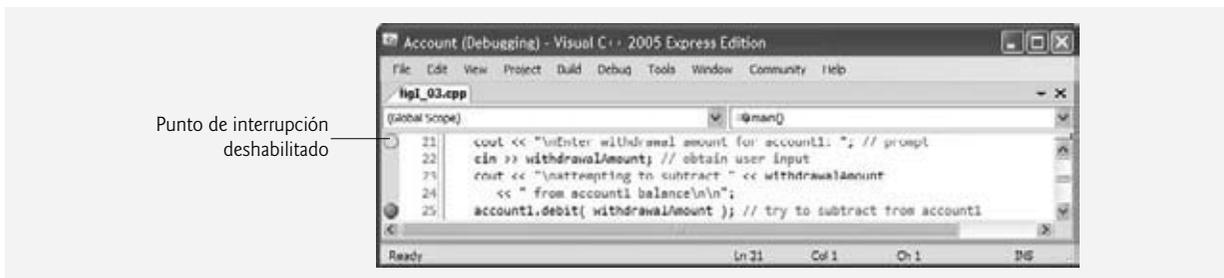 Account (Debugging) - Visual C++ 2005 Express Edition
File Edit View Project Build Debug Tools Window Community Help
fig1_03.cpp
(Global Scope) main()
Punto de interrupción
deshabilitado
21 cout << "\nEnter withdrawal amount for account1: "; // prompt
22 cin >> withdrawalAmount; // obtain user input
23 cout << "\nattempting to subtract " << withdrawalAmount
24 << " from account1 balance\n\n";
25 account1.debit( withdrawalAmount ); // try to subtract from account1
Ready Ln 21 Col 1 Ch 1 INS